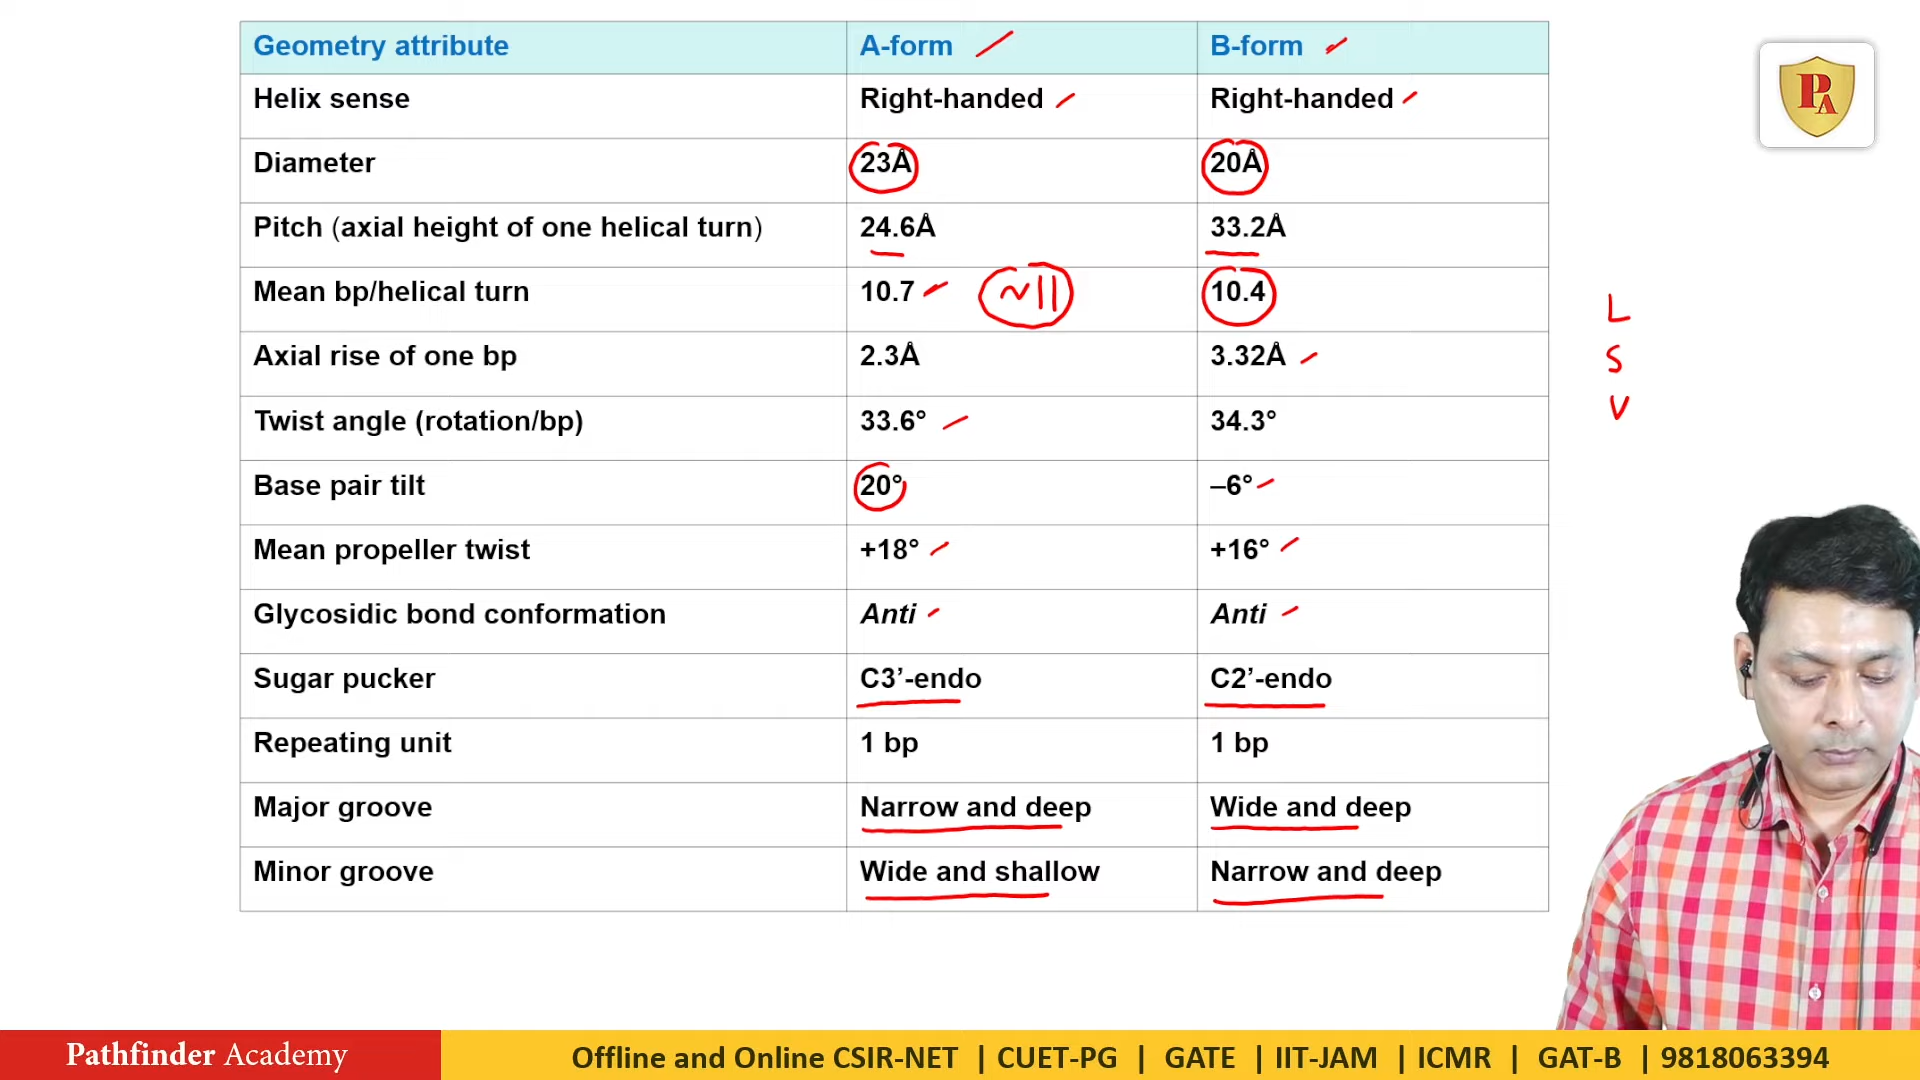 Geometry attribute A-form B-form
Helix sense Right-handed Right-handed
Diameter 23Å 20Å
Pitch (axial height of one helical turn) 24.6Å 33.2Å
Mean bp/helical turn 10.7 ~11 10.4
L
Axial rise of one bp 2.3Å 3.32Å
S
Twist angle (rotation/bp) 33.6° 34.3°
V
Base pair tilt 20° –6°
Mean propeller twist +18° +16°
Glycosidic bond conformation Anti Anti
Sugar pucker C3’-endo C2’-endo
Repeating unit 1 bp 1 bp
Major groove Narrow and deep Wide and deep
Minor groove Wide and shallow Narrow and deep
PA
Pathfinder Academy
Offline and Online CSIR-NET | CUET-PG | GATE | IIT-JAM | ICMR | GAT-B | 9818063394